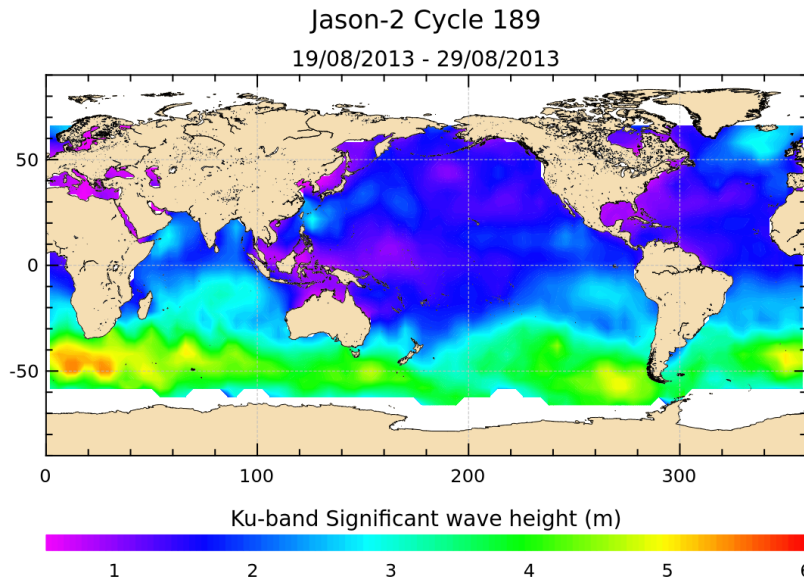 Jason-2 Cycle 189
19/08/2013 - 29/08/2013
50
0
-50
0 100 200 300
Ku-band Significant wave height (m)
1 2 3 4 5 6